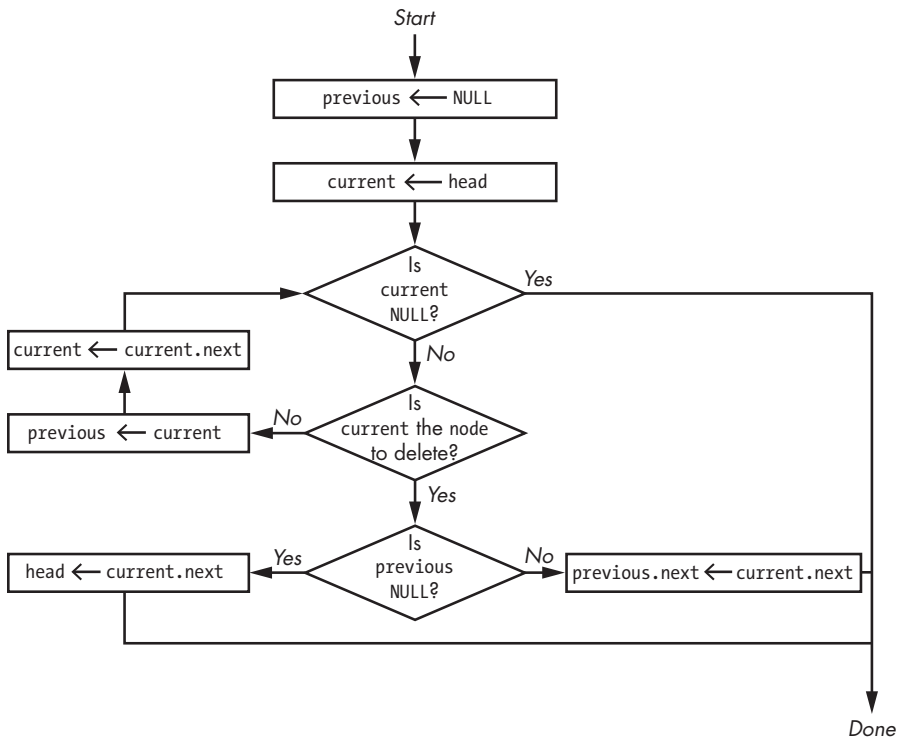 Start
previous ← NULL
current ← head
Is
current
NULL?
Yes
No
current ← current.next
Is
current the node
to delete?
No
previous ← current
Yes
Is
previous
NULL?
Yes
head ← current.next
No
previous.next ← current.next
Done